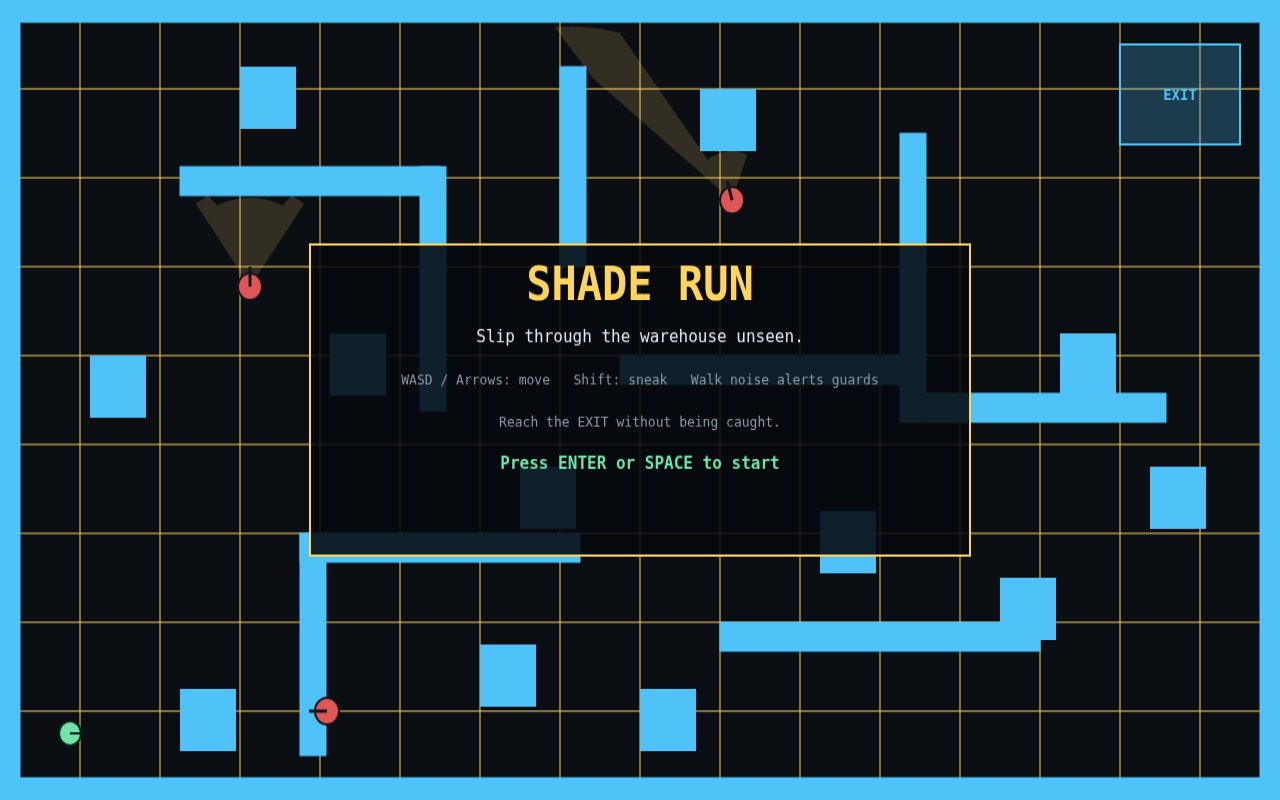 EXIT
SHADE RUN
Slip through the warehouse unseen.
WASD / Arrows: move   Shift: sneak   Walk noise alerts guards
Reach the EXIT without being caught.
Press ENTER or SPACE to start